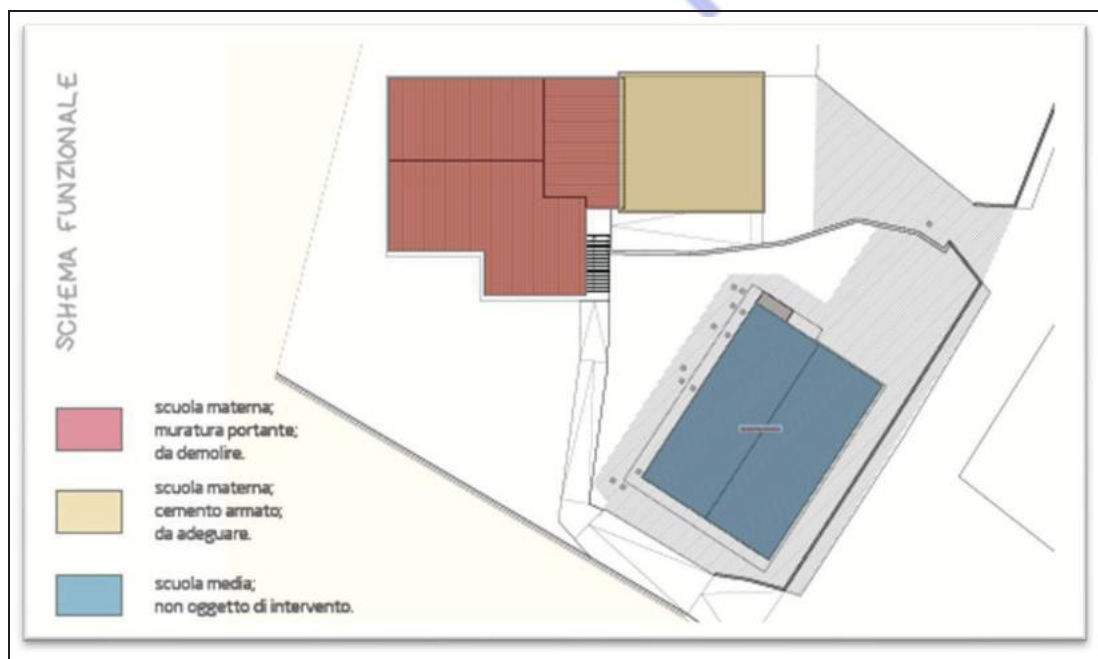 SCHEMA FUNZIONALE
scuola materna;
muratura portante;
da demolire.
scuola materna;
cemento armato;
da adeguare.
scuola media;
non oggetto di intervento.